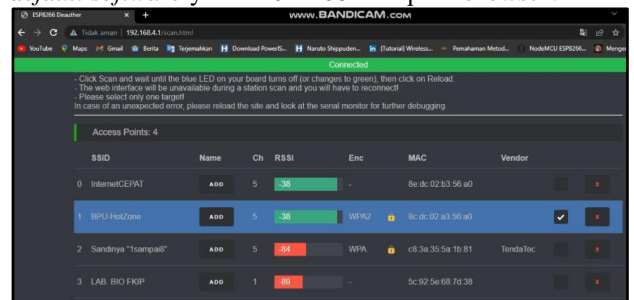 www.BANDICAM.com
ESP8266 Deauther
Tidak aman | 192.168.4.1/scan.html
YouTube Maps Gmail Berita Terjemahkan Download PowerIS... Naruto Shippuden... [Tutorial] Wireless... Pemahaman Metod... NodeMCU ESP8266...
Connected
- Click Scan and wait until the blue LED on your board turns off (or changes to green), then click on Reload.
- The web interface will be unavailable during a station scan and you will have to reconnect!
- Please select only one target!
In case of an unexpected error, please reload the site and look at the serial monitor for further debugging.
Access Points: 4
SSID Name Ch RSSI Enc MAC Vendor
0 InternetCEPAT ADD 5 -38 - 8e:dc:02:b3:56:a0 X
1 BPU-HotZone ADD 5 -38 WPA2 8c:dc:02:a3:56:a0 X
2 Sandinya "1sampai8" ADD 5 -84 WPA c8:3a:35:5a:1b:81 TendaTec X
3 LAB. BIO FKIP ADD 1 -89 - 5c:92:5e:68:7d:38 X